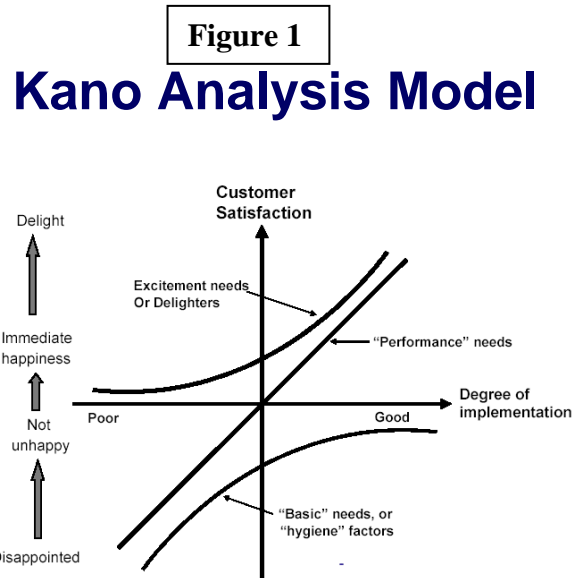 Figure 1
Kano Analysis Model
Customer
Satisfaction
Delight
Excitement needs
Or Delighters
Immediate
happiness
"Performance" needs
Degree of
implementation
Poor
Good
Not
unhappy
"Basic" needs, or
"hygiene" factors
Disappointed